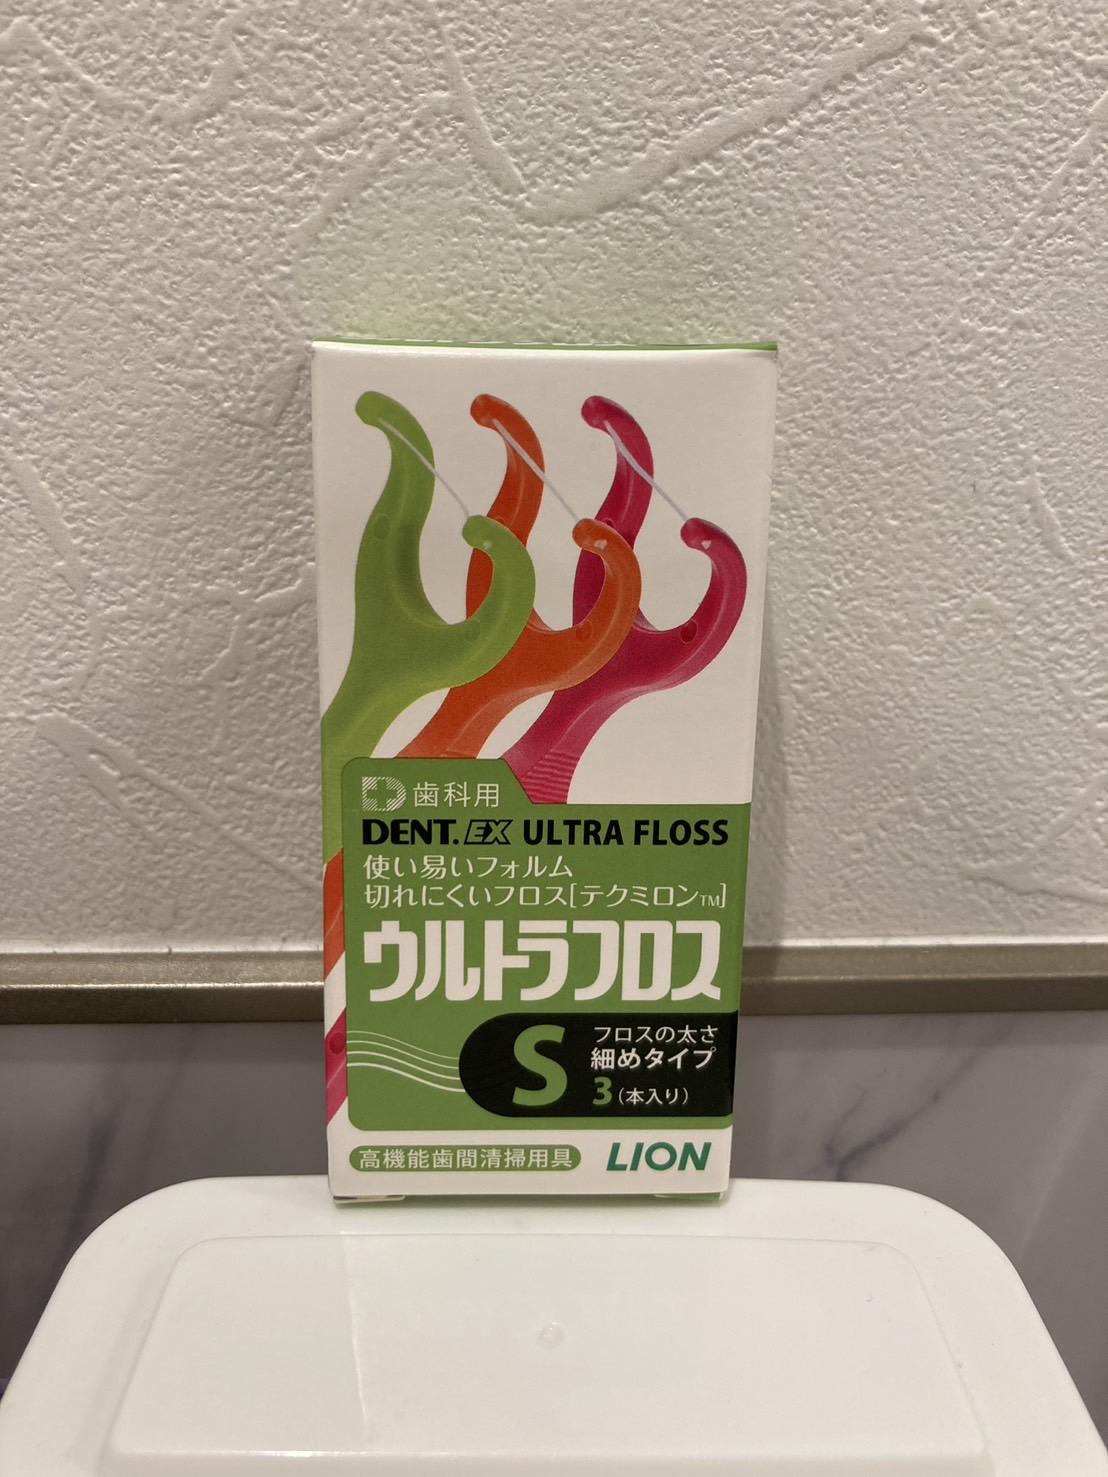 歯科用
DENT.EX ULTRA FLOSS
使い易いフォルム
切れにくいフロス[テクミロン™]
ウルトラフロス
S
フロスの太さ
細めタイプ
3(本入り)
高機能歯間清掃用具
LION